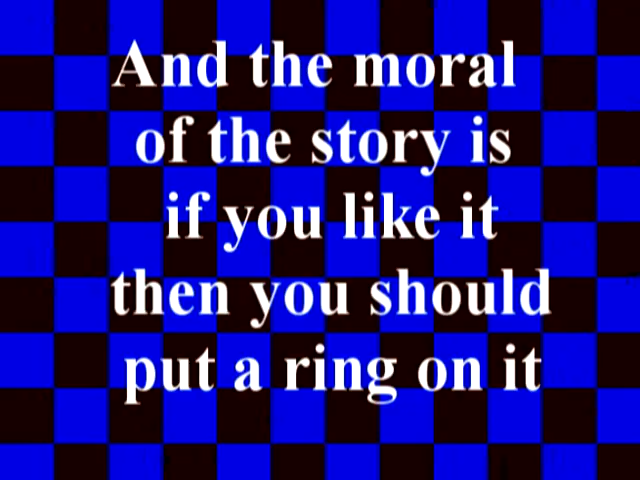 And the moral
of the story is
if you like it
then you should
put a ring on it